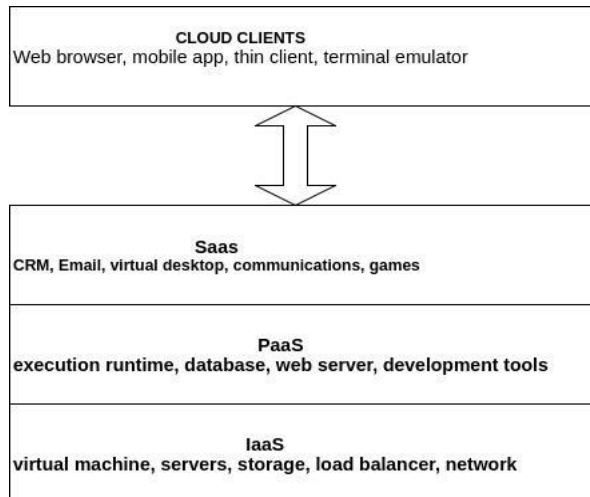 CLOUD CLIENTS
Web browser, mobile app, thin client, terminal emulator
Saas
CRM, Email, virtual desktop, communications, games
PaaS
execution runtime, database, web server, development tools
IaaS
virtual machine, servers, storage, load balancer, network